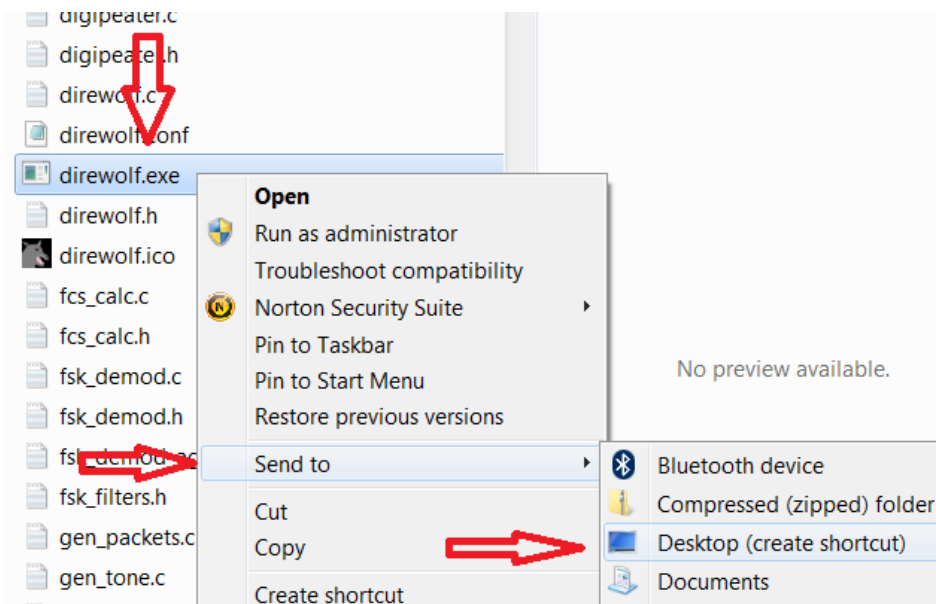 digipeater.c
digipeater.h
direwolf.c
direwolf.conf
direwolf.exe
direwolf.h
direwolf.ico
fcs_calc.c
fcs_calc.h
fsk_demod.c
fsk_demod.h
fsk_filters.h
gen_packets.c
gen_tone.c
Open
Run as administrator
Troubleshoot compatibility
Norton Security Suite
Pin to Taskbar
Pin to Start Menu
Restore previous versions
Send to
Cut
Copy
Create shortcut
No preview available.
Bluetooth device
Compressed (zipped) folder
Desktop (create shortcut)
Documents